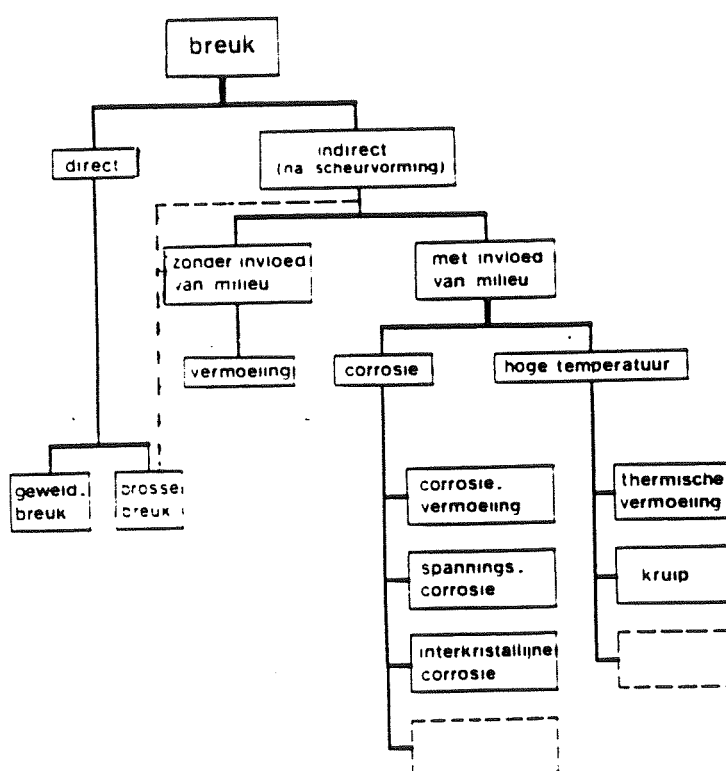 breuk
direct
indirect
(na scheurvorming)
zonder invloed
van milieu
met invloed
van milieu
vermoeiing
corrosie
hoge temperatuur
geweld.
breuk
brosse
breuk
corrosie.
vermoeiing
thermische
vermoeiing
spannings.
corrosie
kruip
interkristallijne
corrosie